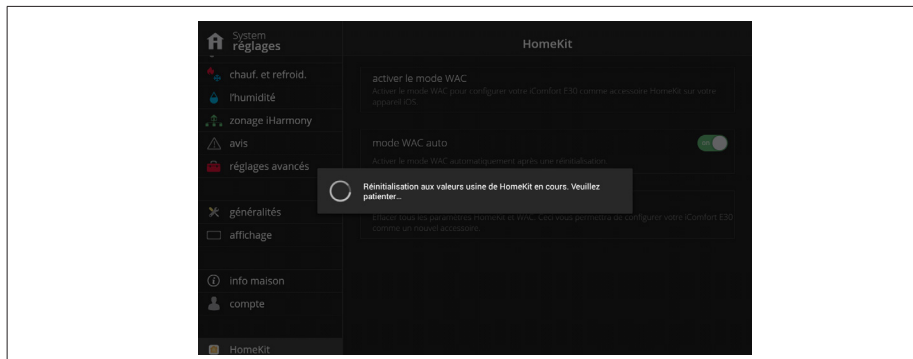 System
réglages
HomeKit
chauf. et refroid.
l'humidité
zonage iHarmony
avis
réglages avancés
généralités
affichage
info maison
compte
HomeKit
activer le mode WAC
Activer le mode WAC pour configurer votre iComfort E30 comme accessoire HomeKit sur votre
appareil iOS
mode WAC auto
on
Activer le mode WAC automatiquement après une réinitialisation
Réinitialisation aux valeurs usine de HomeKit en cours. Veuillez
patienter...
Efface tous les paramètres HomeKit et WAC. Ceci vous permettra de configurer votre iComfort E30
comme un nouvel accessoire.